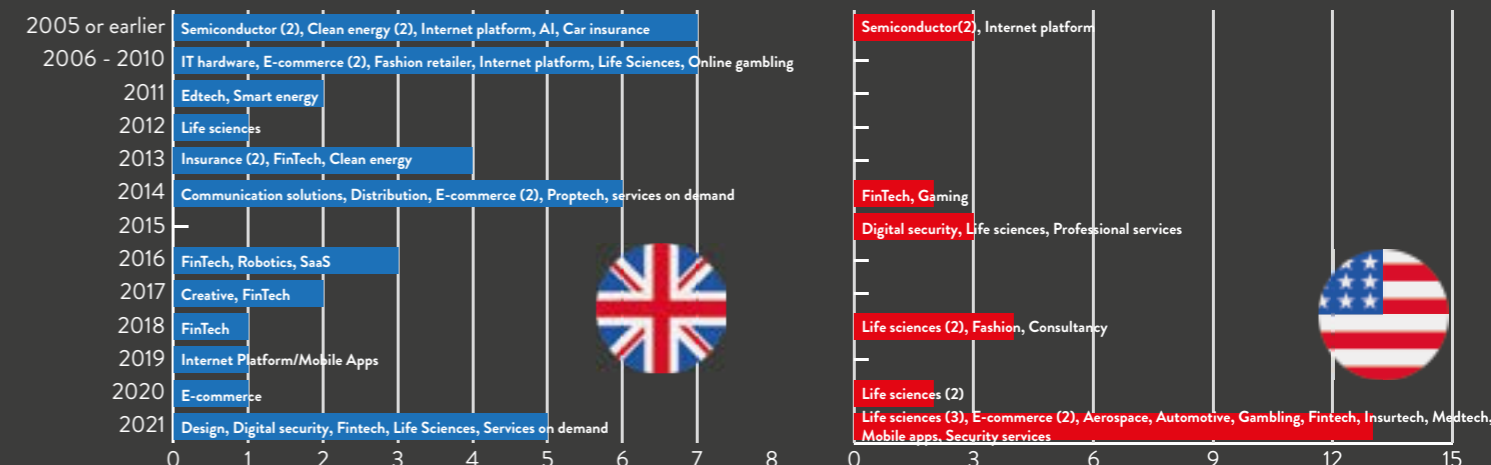 2005 or earlier Semiconductor (2), Clean energy (2), Internet platform, AI, Car insurance Semiconductor(2), Internet platform
2006 - 2010 IT hardware, E-commerce (2), Fashion retailer, Internet platform, Life Sciences, Online gambling
2011 Edtech, Smart energy
2012 Life sciences
2013 Insurance (2), FinTech, Clean energy
2014 Communication solutions, Distribution, E-commerce (2), Proptech, services on demand FinTech, Gaming
2015 Digital security, Life sciences, Professional services
2016 FinTech, Robotics, SaaS
2017 Creative, FinTech
2018 FinTech Life sciences (2), Fashion, Consultancy
2019 Internet Platform/Mobile Apps
2020 E-commerce Life sciences (2)
2021 Design, Digital security, Fintech, Life Sciences, Services on demand Life sciences (3), E-commerce (2), Aerospace, Automotive, Gambling, Fintech, Insurtech, Medtech,
Mobile apps, Security services
0 1 2 3 4 5 6 7 8 0 3 6 9 12 15